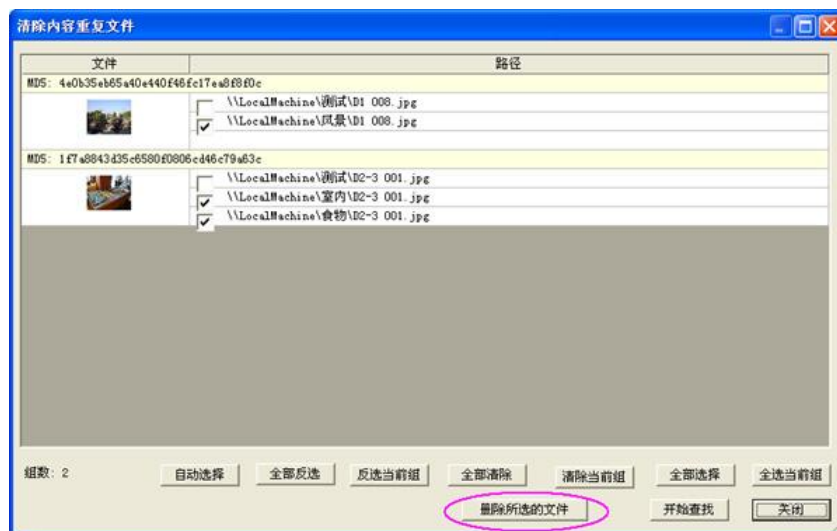 清除内容重复文件
文件 路径
MD5: 4e0b35eb65a40e440f46fc17ea8f8f0c
\\LocalMachine\测试\D1 008.jpg
\\LocalMachine\风景\D1 008.jpg
MD5: 1f7a8843d35c6580f0806cd46c79a63c
\\LocalMachine\测试\D2-3 001.jpg
\\LocalMachine\室内\D2-3 001.jpg
\\LocalMachine\食物\D2-3 001.jpg
组数: 2 自动选择 全部反选 反选当前组 全部清除 清除当前组 全部选择 全选当前组
删除所选的文件 开始查找 关闭